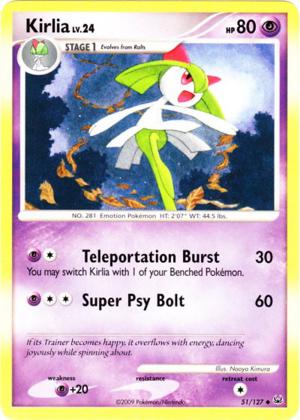 Kirlia LV.24 HP 80
STAGE 1 Evolves from Ralts
NO. 281 Emotion Pokémon HT: 2'07" WT: 44.5 lbs.
Teleportation Burst 30
You may switch Kirlia with 1 of your Benched Pokémon.
Super Psy Bolt 60
If its Trainer becomes happy, it overflows with energy, dancing
joyously while spinning about.
Illus. Naoyo Kimura
weakness resistance retreat cost
+20
©2009 Pokémon/Nintendo
51/127